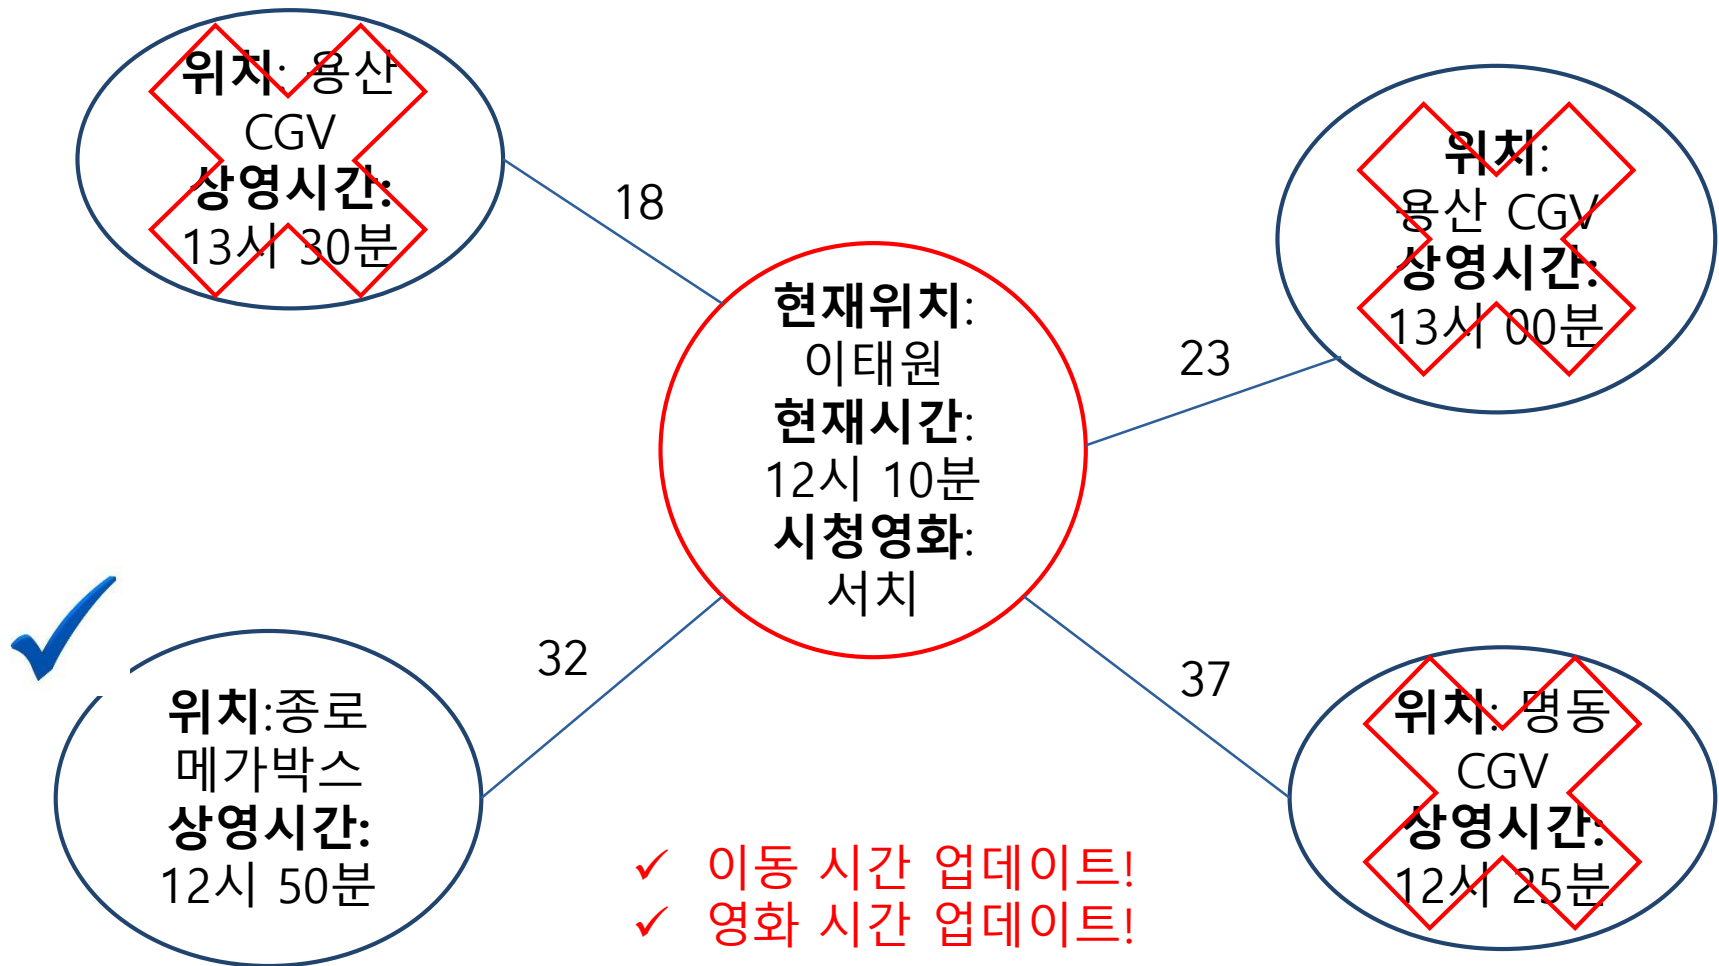 위치: 용산
CGV
상영시간:
13시 30분
18
위치:
용산 CGV
상영시간:
13시 00분
23
현재위치:
이태원
현재시간:
12시 10분
시청영화:
서치
32
위치:종로
메가박스
상영시간:
12시 50분
37
위치: 명동
CGV
상영시간:
12시 25분
✓ 이동 시간 업데이트!
✓ 영화 시간 업데이트!